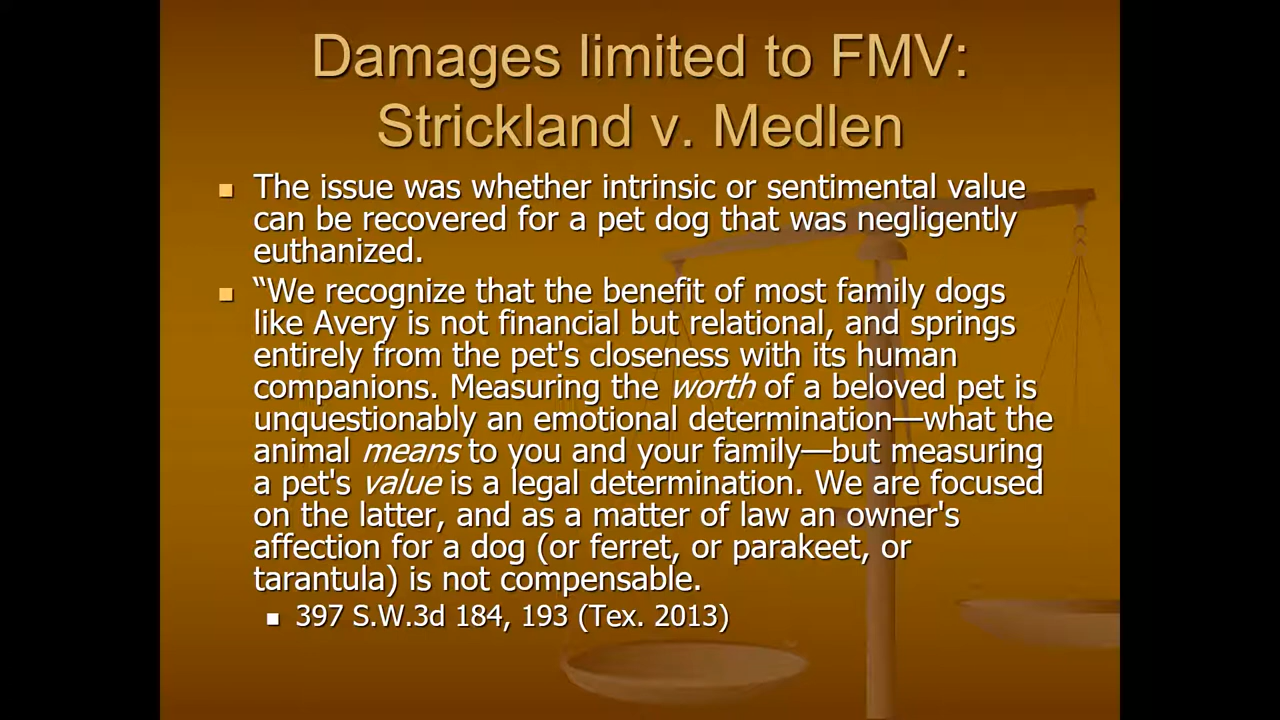 Damages limited to FMV:
Strickland v. Medlen
The issue was whether intrinsic or sentimental value
can be recovered for a pet dog that was negligently
euthanized.
“We recognize that the benefit of most family dogs
like Avery is not financial but relational, and springs
entirely from the pet's closeness with its human
companions. Measuring the worth of a beloved pet is
unquestionably an emotional determination—what the
animal means to you and your family—but measuring
a pet's value is a legal determination. We are focused
on the latter, and as a matter of law an owner's
affection for a dog (or ferret, or parakeet, or
tarantula) is not compensable.
397 S.W.3d 184, 193 (Tex. 2013)